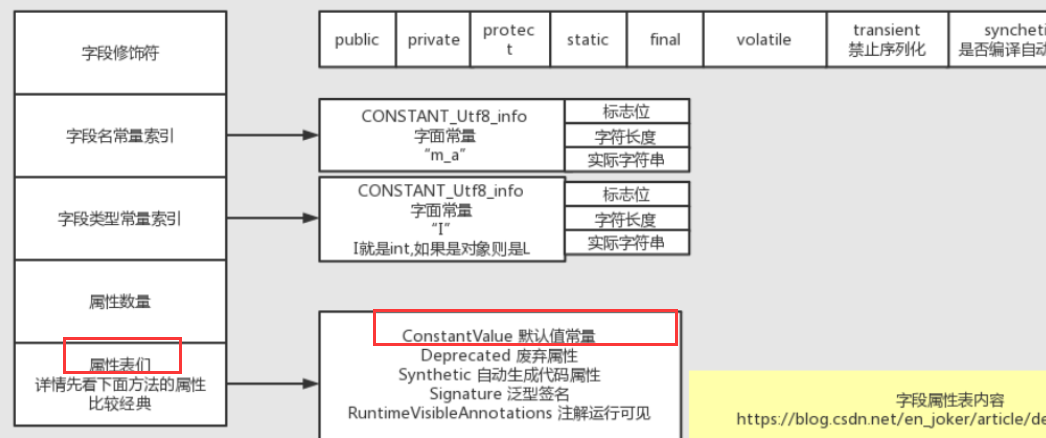 字段修饰符
public
private
protec
t
static
final
volatile
transient
禁止序列化
syncheti
是否编译自动
字段名常量索引
CONSTANT_Utf8_info
字面常量
“m_a”
标志位
字符长度
实际字符串
字段类型常量索引
CONSTANT_Utf8_info
字面常量
“I”
I就是int,如果是对象则是L
标志位
字符长度
实际字符串
属性数量
属性表们
详情先看下面方法的属性
比较经典
ConstantValue 默认值常量
Deprecated 废弃属性
Synthetic 自动生成代码属性
Signature 泛型签名
RuntimeVisibleAnnotations 注解运行可见
字段属性表内容
https://blog.csdn.net/en_joker/article/de